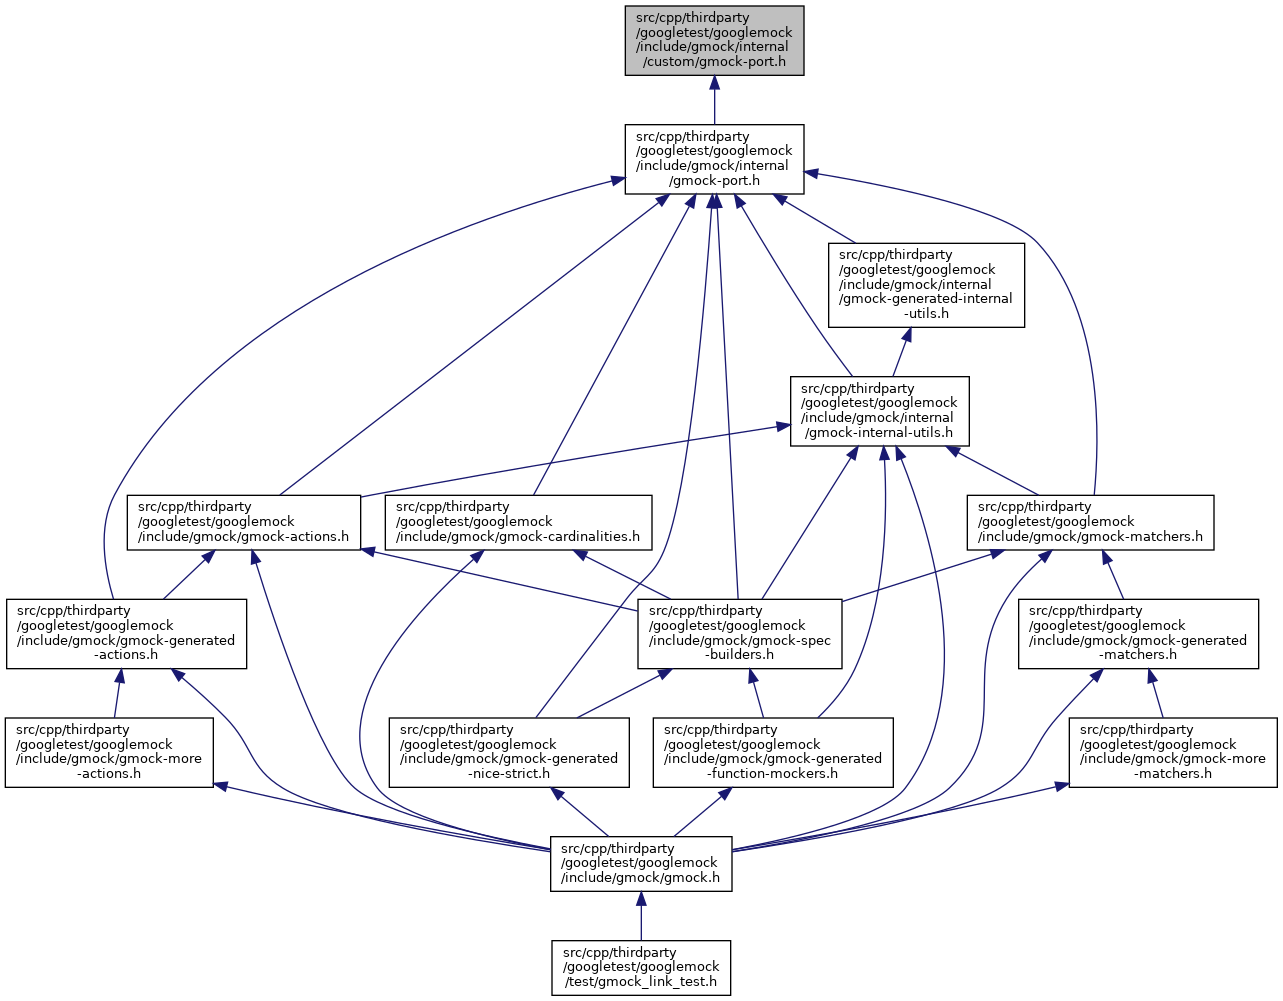 src/cpp/thirdparty
/googletest/googlemock
/include/gmock/internal
/custom/gmock-port.h
src/cpp/thirdparty
/googletest/googlemock
/include/gmock/internal
/gmock-port.h
src/cpp/thirdparty
/googletest/googlemock
/include/gmock/internal
/gmock-generated-internal
-utils.h
src/cpp/thirdparty
/googletest/googlemock
/include/gmock/internal
/gmock-internal-utils.h
src/cpp/thirdparty
/googletest/googlemock
/include/gmock/gmock-actions.h
src/cpp/thirdparty
/googletest/googlemock
/include/gmock/gmock-cardinalities.h
src/cpp/thirdparty
/googletest/googlemock
/include/gmock/gmock-matchers.h
src/cpp/thirdparty
/googletest/googlemock
/include/gmock/gmock-generated
-actions.h
src/cpp/thirdparty
/googletest/googlemock
/include/gmock/gmock-spec
-builders.h
src/cpp/thirdparty
/googletest/googlemock
/include/gmock/gmock-generated
-matchers.h
src/cpp/thirdparty
/googletest/googlemock
/include/gmock/gmock-more
-actions.h
src/cpp/thirdparty
/googletest/googlemock
/include/gmock/gmock-generated
-nice-strict.h
src/cpp/thirdparty
/googletest/googlemock
/include/gmock/gmock-generated
-function-mockers.h
src/cpp/thirdparty
/googletest/googlemock
/include/gmock/gmock-more
-matchers.h
src/cpp/thirdparty
/googletest/googlemock
/include/gmock/gmock.h
src/cpp/thirdparty
/googletest/googlemock
/test/gmock_link_test.h